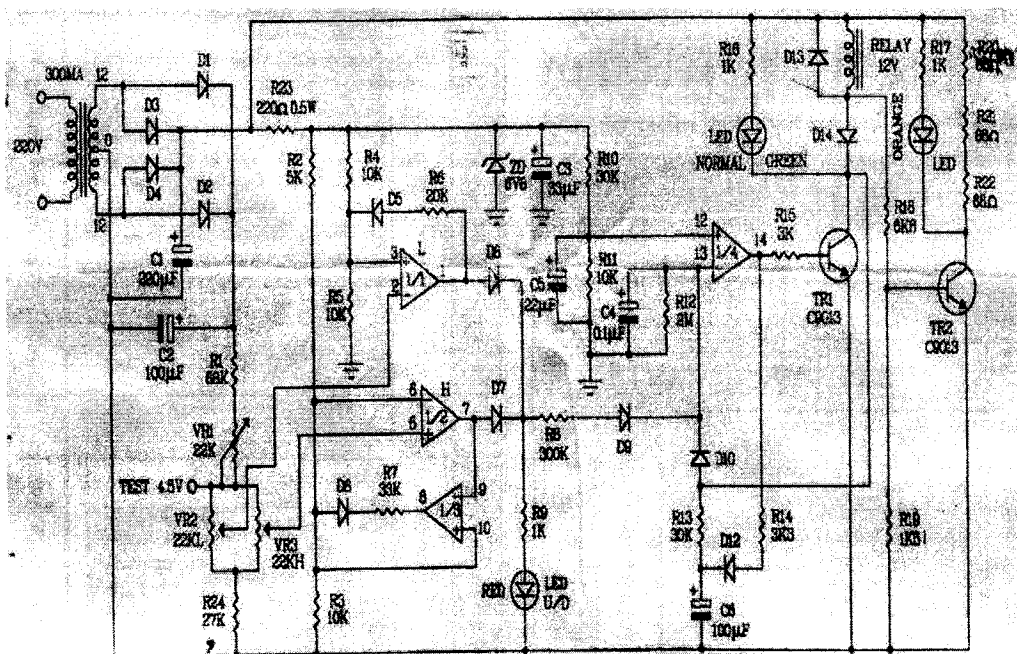 300MA
12
0
12
220V
D1
D3
D4
D2
R23
220Ω 0.5W
C1
220µF
C2
100µF
R1
68K
VR1
22K
TEST 4.5V
VR2
22KL
VR3
22KH
R24
27K
R2
5K
R4
10K
D5
R6
20K
R5
10K
3
2
L
1/1
1
D6
ZD
6V8
C3
33µF
R10
30K
C5
22µF
R11
10K
C4
0.1µF
R12
2M
12
13
1/4
14
R15
3K
TR1
C9013
6
5
H
1/2
7
D7
R8
300K
D9
D8
R7
33K
8
1/3
9
10
R3
10K
R9
1K
RED
LED
U/D
D10
R13
30K
D12
R14
3K3
C6
100µF
R16
1K
LED
NORMAL
GREEN
D13
RELAY
12V
D14
ORANGE
R17
1K
LED
R20
R21
68Ω
R22
68Ω
R18
6K8
TR2
C9013
R19
1K5